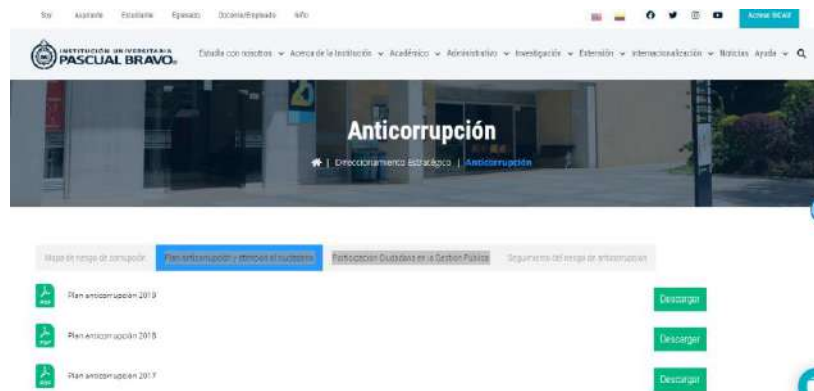 Soy Aspirante Estudiante Egresado Docente/Empleado Niño
INSTITUCIÓN UNIVERSITARIA
PASCUAL BRAVO®
Estudia con nosotros Acerca de la Institución Académico Administrativo Investigación Extensión Internacionalización Noticias Ayuda
Anticorrupción
| Direccionamiento Estratégico | Anticorrupción
Mapa de riesgo de corrupción Plan anticorrupción y atención al ciudadano Participación Ciudadana en la Gestión Pública Seguimiento del riesgo de anticorrupción
Plan anticorrupción 2019 Descargar
Plan anticorrupción 2018 Descargar
Plan anticorrupción 2017 Descargar